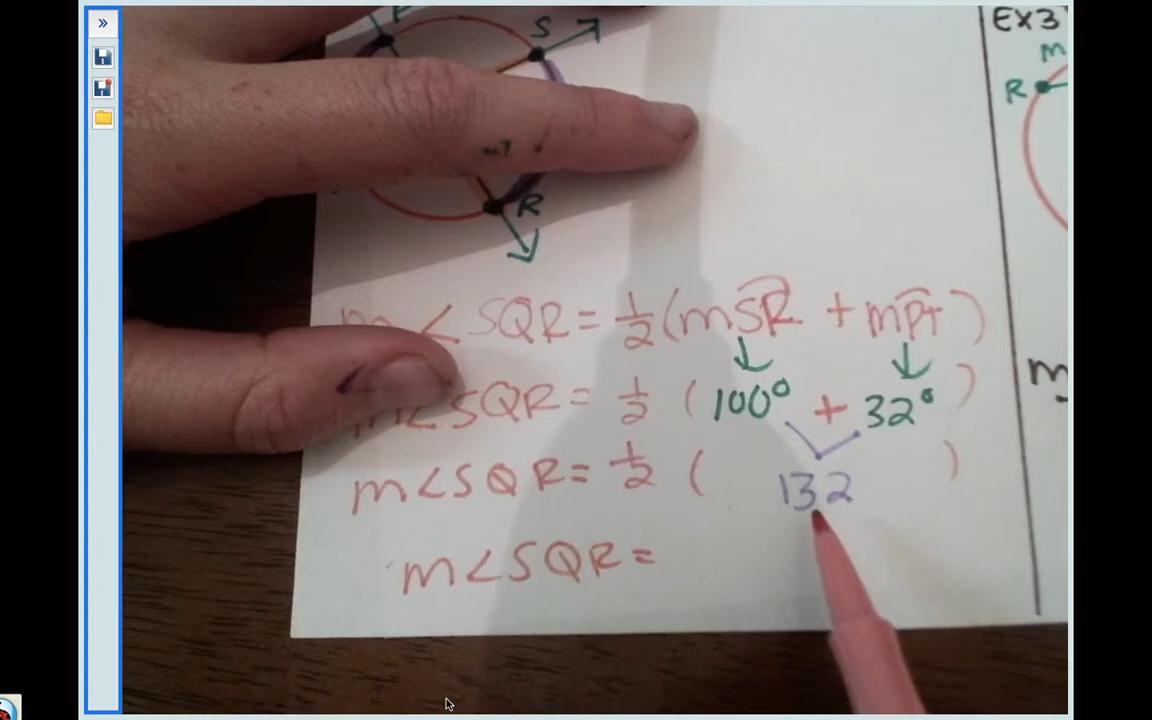 »
S
EX3
m
R
R
m<SQR = 1/2 (mSR + mPT)
m<SQR = 1/2 (100° + 32°)
m
m<SQR = 1/2 ( 132 )
m<SQR =